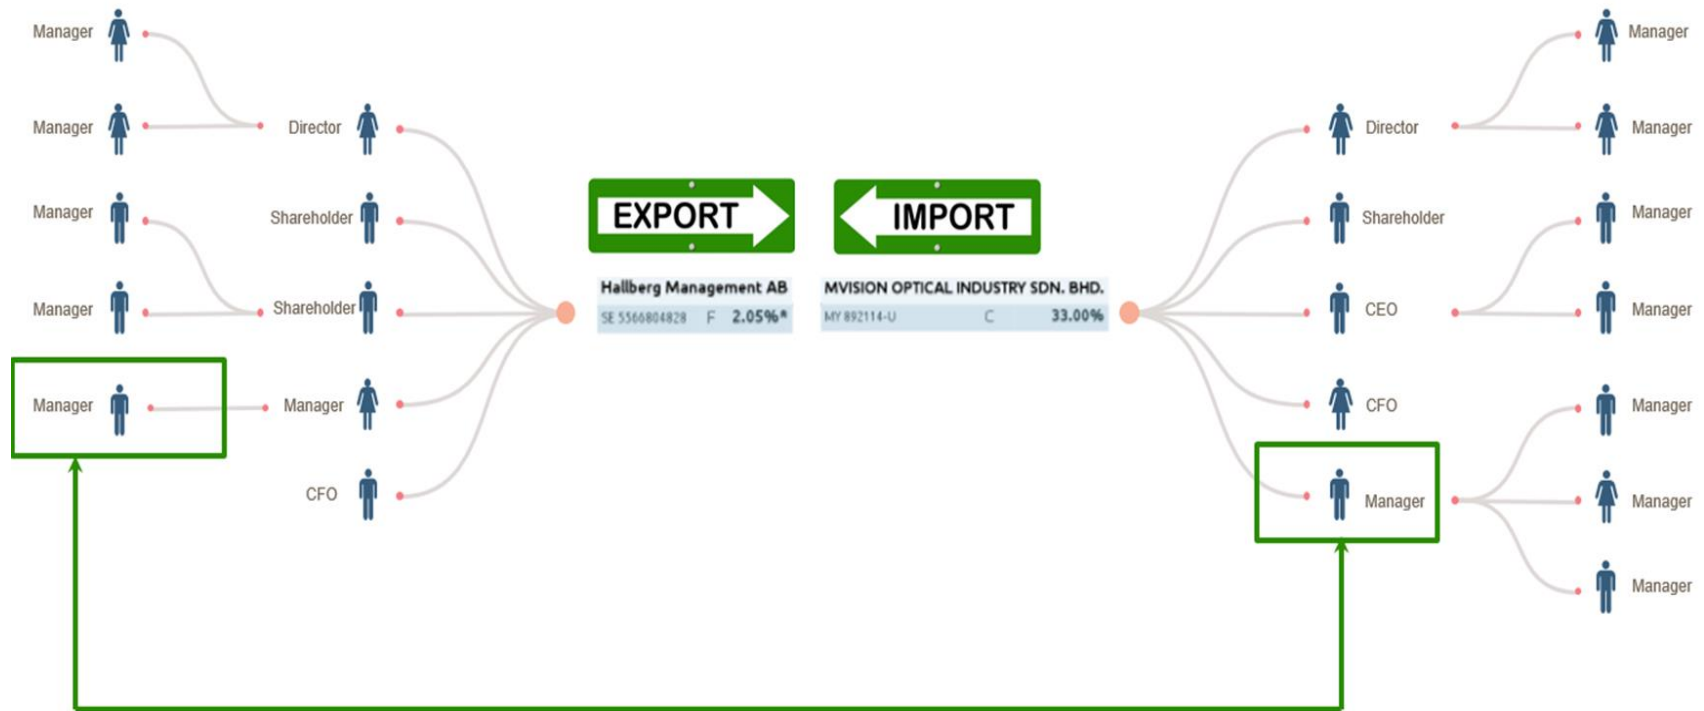 Manager
Manager
Manager
Director
Director
Manager
Manager
Manager
Shareholder
EXPORT
IMPORT
Shareholder
Manager
Hallberg Management AB
MVISION OPTICAL INDUSTRY SDN. BHD.
Manager
Shareholder
SE 5566804828 F 2.05%*
MY 892114-U C 33.00%
CEO
Manager
Manager
Manager
CFO
Manager
CFO
Manager
Manager
Manager